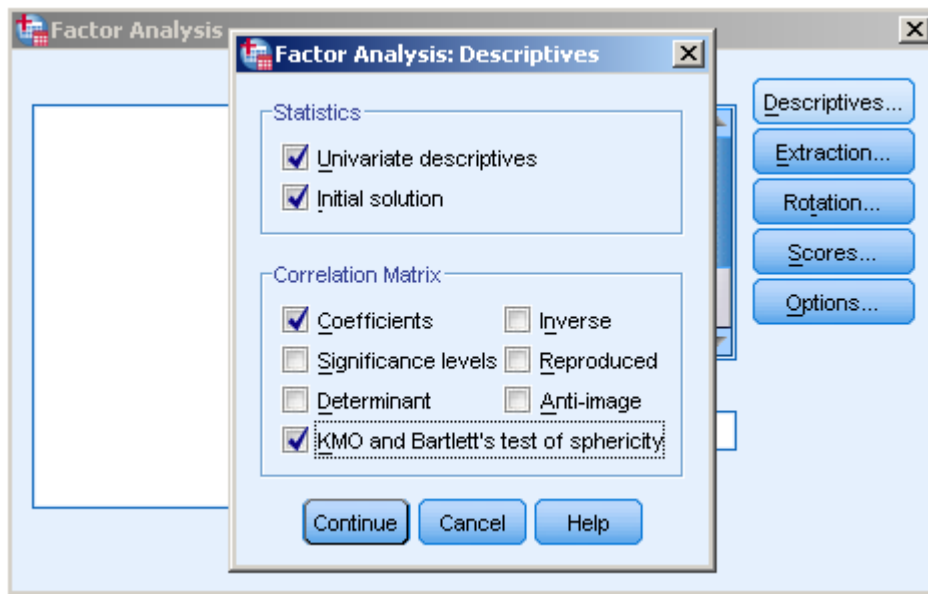 Factor Analysis
Factor Analysis: Descriptives
Statistics
Univariate descriptives
Initial solution
Correlation Matrix
Coefficients
Inverse
Significance levels
Reproduced
Determinant
Anti-image
KMO and Bartlett's test of sphericity
Continue
Cancel
Help
Descriptives...
Extraction...
Rotation...
Scores...
Options...